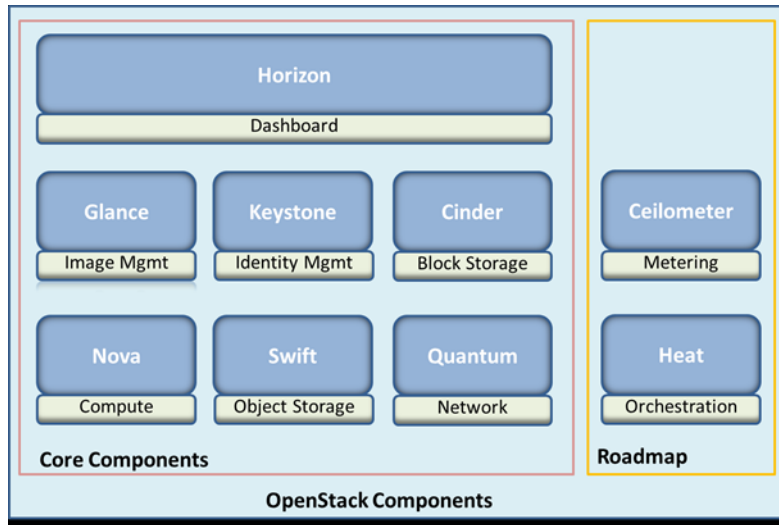 Horizon
Dashboard
Glance
Image Mgmt
Keystone
Identity Mgmt
Cinder
Block Storage
Ceilometer
Metering
Nova
Compute
Swift
Object Storage
Quantum
Network
Heat
Orchestration
Core Components
Roadmap
OpenStack Components